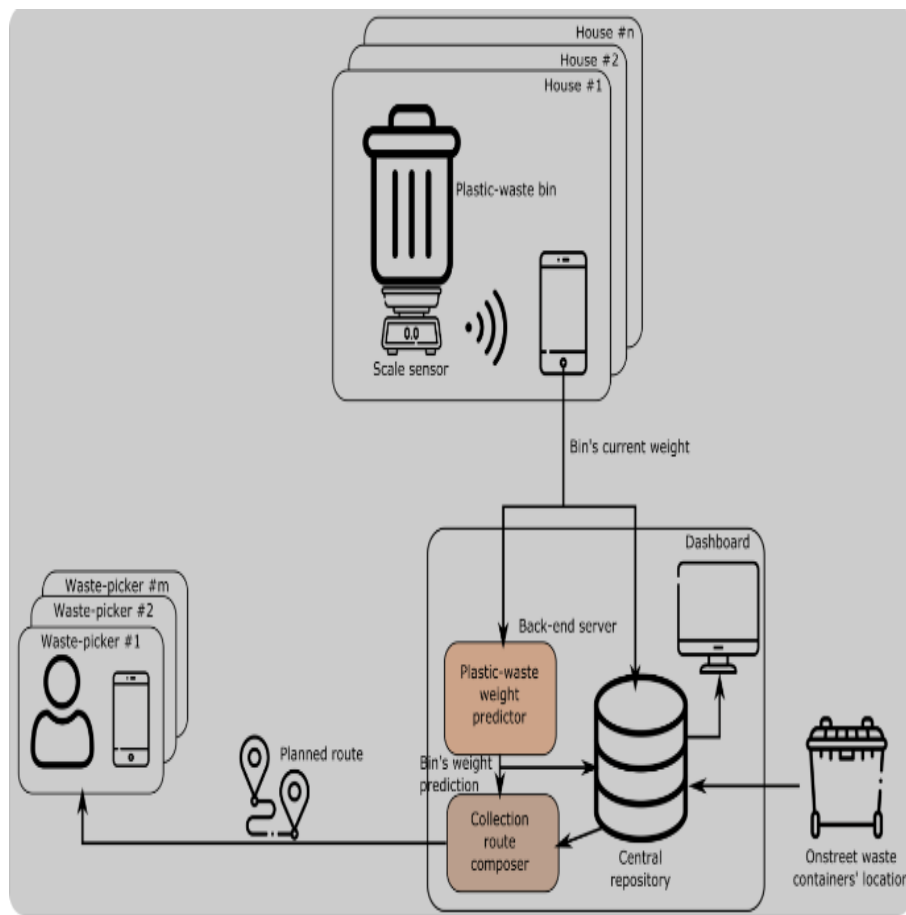 House #n
House #2
House #1
Plastic-waste bin
0.0
Scale sensor
Bin's current weight
Dashboard
Back-end server
Waste-picker #m
Waste-picker #2
Waste-picker #1
Plastic-waste
weight
predictor
Planned route
Bin's weight
prediction
Collection
route
composer
Central
repository
Onstreet waste
containers' location